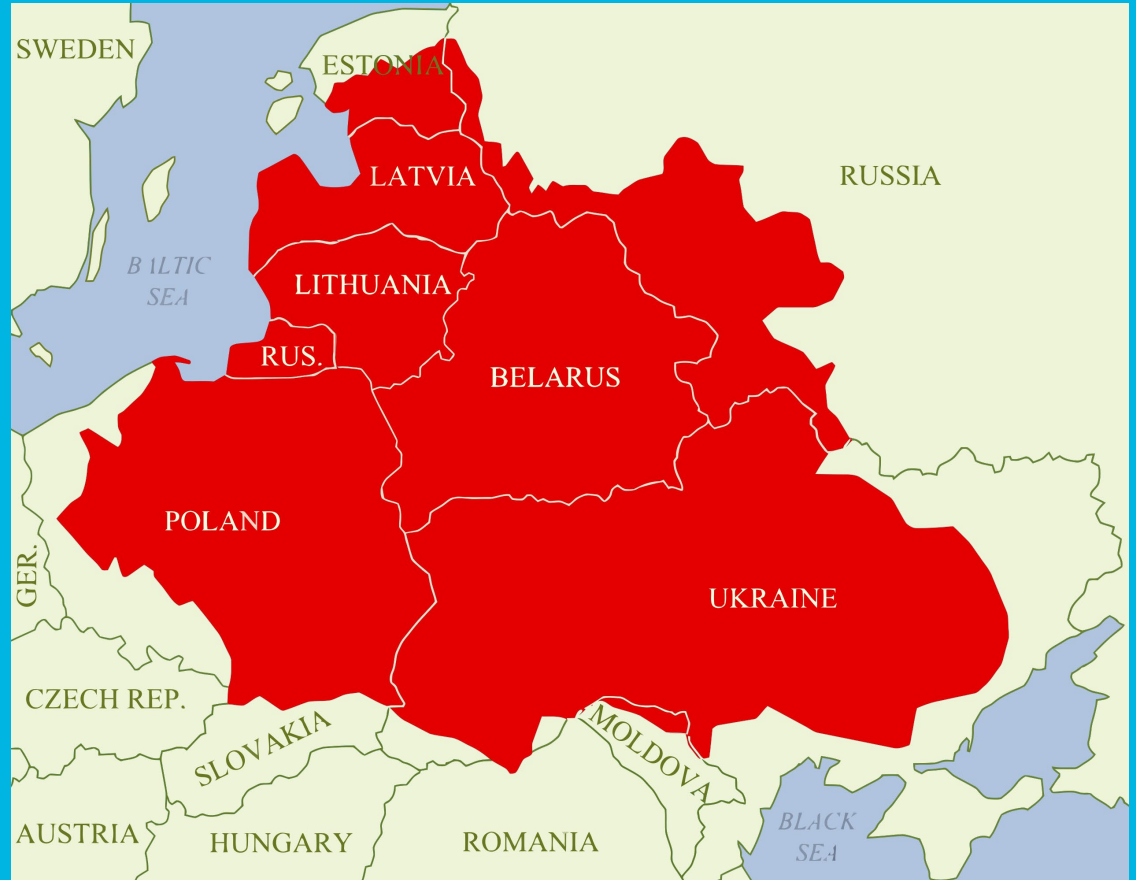 SWEDEN
ESTONIA
RUSSIA
LATVIA
BALTIC
SEA
LITHUANIA
RUS.
BELARUS
POLAND
GER.
UKRAINE
CZECH REP.
SLOVAKIA
MOLDOVA
AUSTRIA
HUNGARY
ROMANIA
BLACK
SEA